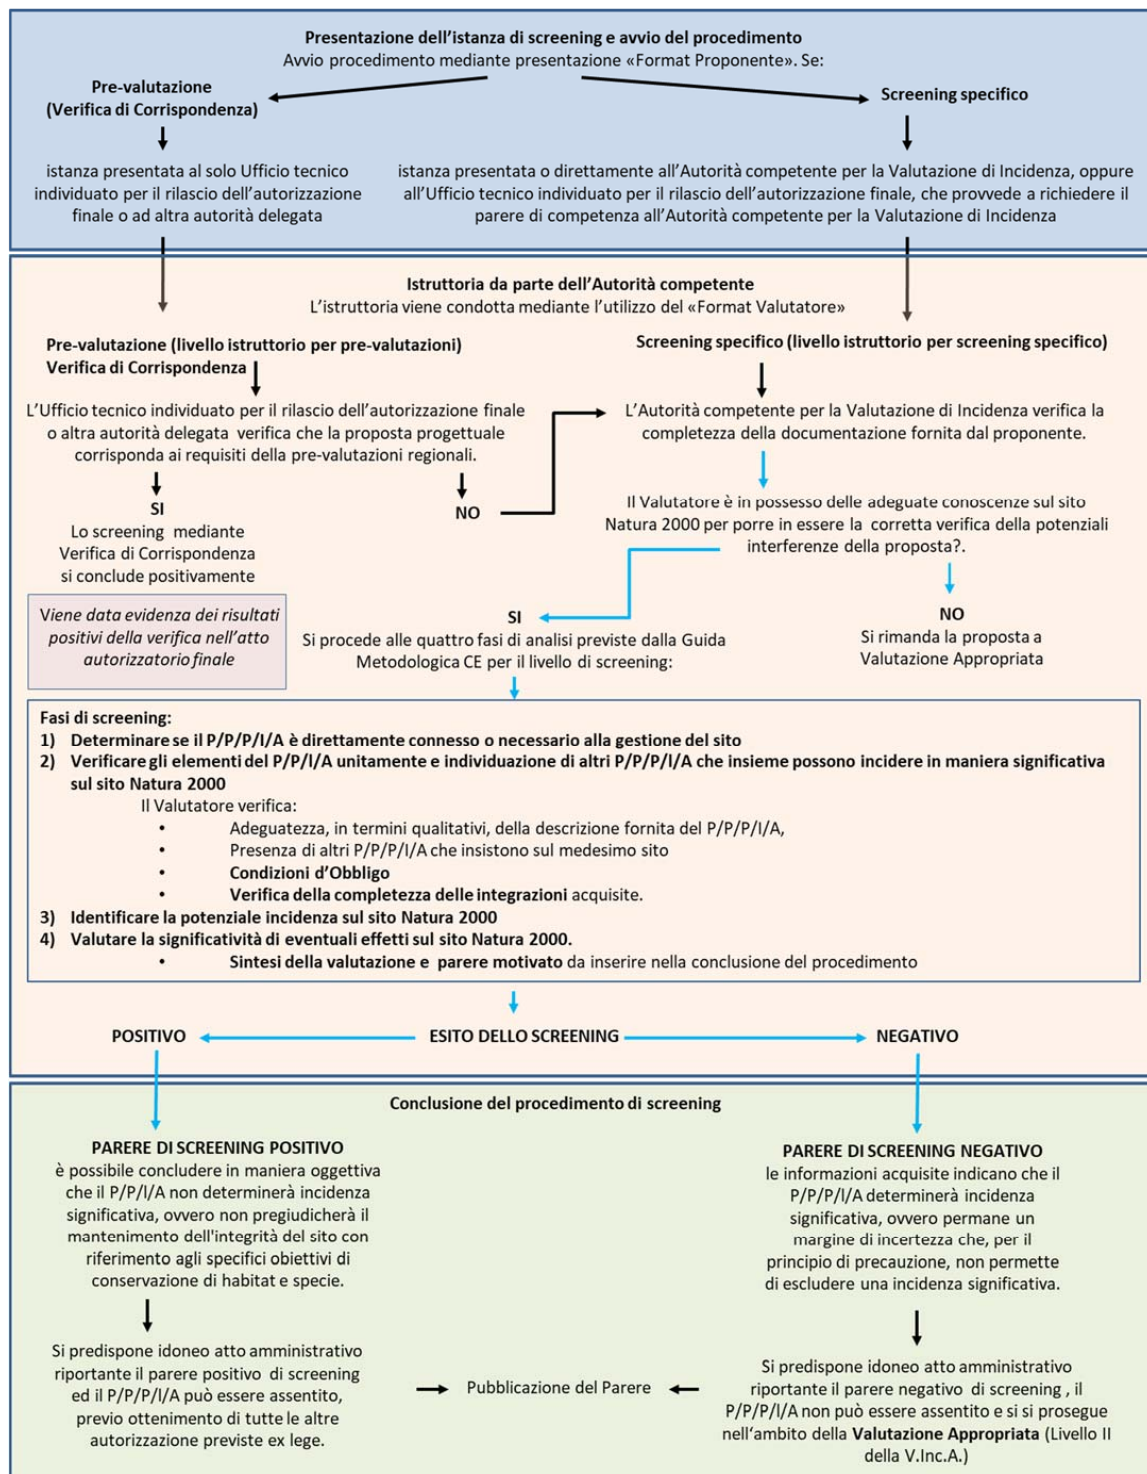 Presentazione dell'istanza di screening e avvio del procedimento
Avvio procedimento mediante presentazione «Format Proponente». Se:
Pre-valutazione
(Verifica di Corrispondenza)
istanza presentata al solo Ufficio tecnico
individuato per il rilascio dell'autorizzazione
finale o ad altra autorità delegata
Screening specifico
istanza presentata o direttamente all'Autorità competente per la Valutazione di Incidenza, oppure
all'Ufficio tecnico individuato per il rilascio dell'autorizzazione finale, che provvede a richiedere il
parere di competenza all'Autorità competente per la Valutazione di Incidenza
Istruttoria da parte dell'Autorità competente
L'istruttoria viene condotta mediante l'utilizzo del «Format Valutatore»
Pre-valutazione (livello istruttorio per pre-valutazioni)
Verifica di Corrispondenza
L'Ufficio tecnico individuato per il rilascio dell'autorizzazione finale
o altra autorità delegata verifica che la proposta progettuale
corrisponda ai requisiti della pre-valutazioni regionali.
SI
Lo screening mediante
Verifica di Corrispondenza
si conclude positivamente
NO
Viene data evidenza dei risultati
positivi della verifica nell'atto
autorizzatorio finale
Screening specifico (livello istruttorio per screening specifico)
L'Autorità competente per la Valutazione di Incidenza verifica la
completezza della documentazione fornita dal proponente.
Il Valutatore è in possesso delle adeguate conoscenze sul sito
Natura 2000 per porre in essere la corretta verifica della potenziali
interferenze della proposta?.
SI
Si procede alle quattro fasi di analisi previste dalla Guida
Metodologica CE per il livello di screening:
NO
Si rimanda la proposta a
Valutazione Appropriata
Fasi di screening:
1) Determinare se il P/P/P/I/A è direttamente connesso o necessario alla gestione del sito
2) Verificare gli elementi del P/P/I/A unitamente e individuazione di altri P/P/P/I/A che insieme possono incidere in maniera significativa
sul sito Natura 2000
Il Valutatore verifica:
• Adeguatezza, in termini qualitativi, della descrizione fornita del P/P/P/I/A,
• Presenza di altri P/P/P/I/A che insistono sul medesimo sito
• Condizioni d'Obbligo
• Verifica della completezza delle integrazioni acquisite.
3) Identificare la potenziale incidenza sul sito Natura 2000
4) Valutare la significatività di eventuali effetti sul sito Natura 2000.
• Sintesi della valutazione e parere motivato da inserire nella conclusione del procedimento
POSITIVO
ESITO DELLO SCREENING
NEGATIVO
Conclusione del procedimento di screening
PARERE DI SCREENING POSITIVO
è possibile concludere in maniera oggettiva
che il P/P/I/A non determinerà incidenza
significativa, ovvero non pregiudicherà il
mantenimento dell'integrità del sito con
riferimento agli specifici obiettivi di
conservazione di habitat e specie.
Si predispone idoneo atto amministrativo
riportante il parere positivo di screening
ed il P/P/P/I/A può essere assentito,
previo ottenimento di tutte le altre
autorizzazione previste ex lege.
Pubblicazione del Parere
PARERE DI SCREENING NEGATIVO
le informazioni acquisite indicano che il
P/P/P/I/A determinerà incidenza
significativa, ovvero permane un
margine di incertezza che, per il
principio di precauzione, non permette
di escludere una incidenza significativa.
Si predispone idoneo atto amministrativo
riportante il parere negativo di screening , il
P/P/P/I/A non può essere assentito e si si prosegue
nell'ambito della Valutazione Appropriata (Livello II
della V.Inc.A.)